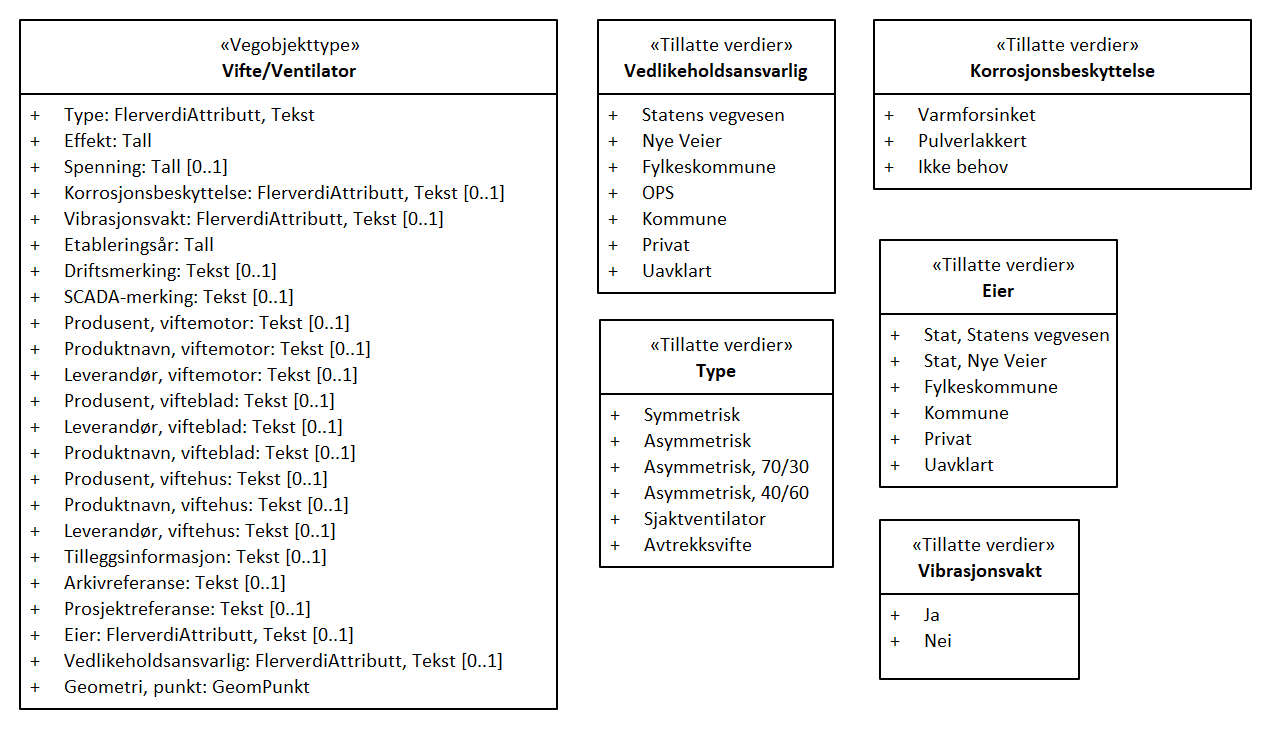 «Vegobjekttype»
Vifte/Ventilator
+ Type: FlerverdiAttributt, Tekst
+ Effekt: Tall
+ Spenning: Tall [0..1]
+ Korrosjonsbeskyttelse: FlerverdiAttributt, Tekst [0..1]
+ Vibrasjonsvakt: FlerverdiAttributt, Tekst [0..1]
+ Etableringsår: Tall
+ Driftsmerking: Tekst [0..1]
+ SCADA-merking: Tekst [0..1]
+ Produsent, viftemotor: Tekst [0..1]
+ Produktnavn, viftemotor: Tekst [0..1]
+ Leverandør, viftemotor: Tekst [0..1]
+ Produsent, vifteblad: Tekst [0..1]
+ Leverandør, vifteblad: Tekst [0..1]
+ Produktnavn, vifteblad: Tekst [0..1]
+ Produsent, viftehus: Tekst [0..1]
+ Produktnavn, viftehus: Tekst [0..1]
+ Leverandør, viftehus: Tekst [0..1]
+ Tilleggsinformasjon: Tekst [0..1]
+ Arkivreferanse: Tekst [0..1]
+ Prosjektreferanse: Tekst [0..1]
+ Eier: FlerverdiAttributt, Tekst [0..1]
+ Vedlikeholdsansvarlig: FlerverdiAttributt, Tekst [0..1]
+ Geometri, punkt: GeomPunkt
«Tillatte verdier»
Vedlikeholdsansvarlig
+ Statens vegvesen
+ Nye Veier
+ Fylkeskommune
+ OPS
+ Kommune
+ Privat
+ Uavklart
«Tillatte verdier»
Type
+ Symmetrisk
+ Asymmetrisk
+ Asymmetrisk, 70/30
+ Asymmetrisk, 40/60
+ Sjaktventilator
+ Avtrekksvifte
«Tillatte verdier»
Korrosjonsbeskyttelse
+ Varmforsinket
+ Pulverlakkert
+ Ikke behov
«Tillatte verdier»
Eier
+ Stat, Statens vegvesen
+ Stat, Nye Veier
+ Fylkeskommune
+ Kommune
+ Privat
+ Uavklart
«Tillatte verdier»
Vibrasjonsvakt
+ Ja
+ Nei